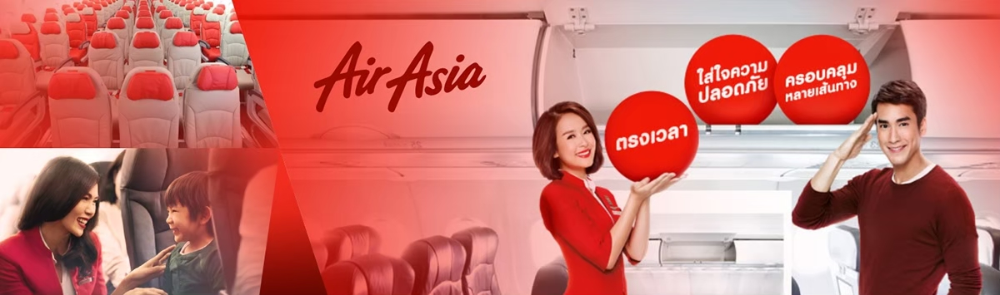 AirAsia
ตรงเวลา
ใส่ใจความ
ปลอดภัย
ครอบคลุม
หลายเส้นทาง